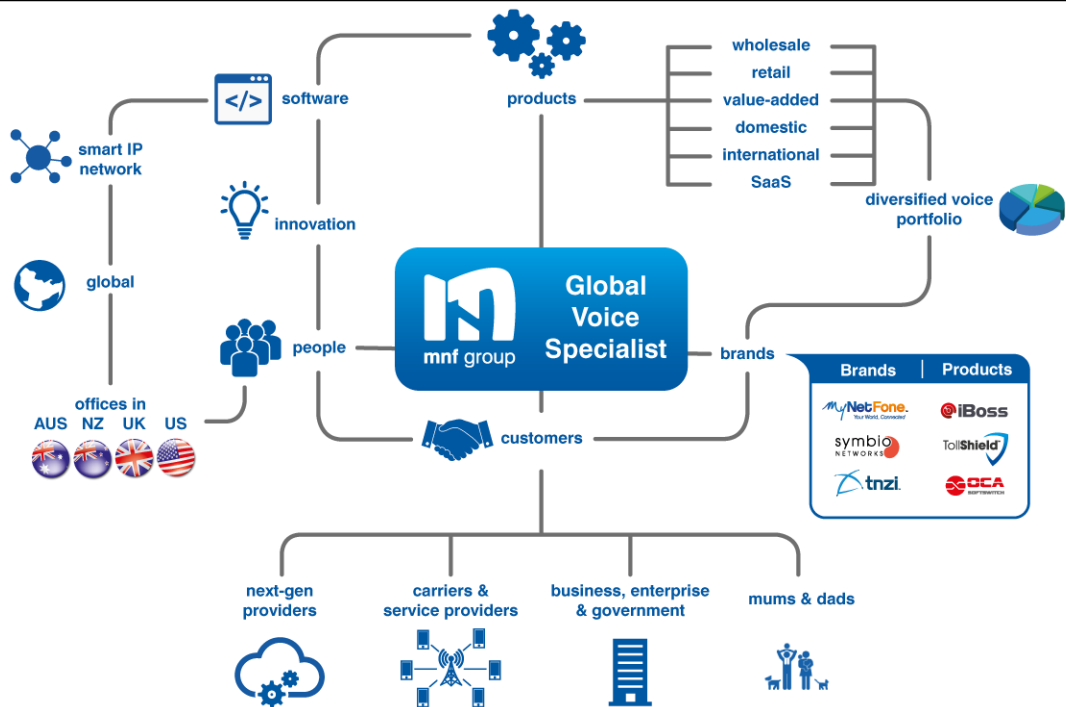 products
wholesale
retail
value-added
domestic
international
SaaS
</>
software
smart IP
network
innovation
diversified voice
portfolio
global
mnf group
Global
Voice
Specialist
people
brands
offices in
AUS NZ UK US
customers
Brands | Products
MyNetFone.
Your World, Connected
iBoss
symbio
NETWORKS
TollShield
tnzi.
OCA
SOFTSWITCH
next-gen
providers
carriers &
service providers
business, enterprise
& government
mums & dads